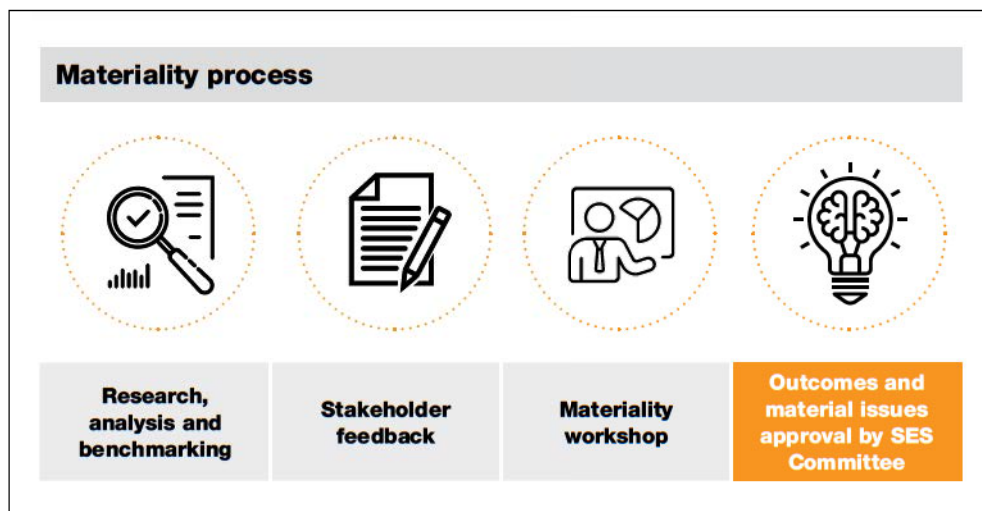 Materiality process
Research,
analysis and
benchmarking
Stakeholder
feedback
Materiality
workshop
Outcomes and
material issues
approval by SES
Committee